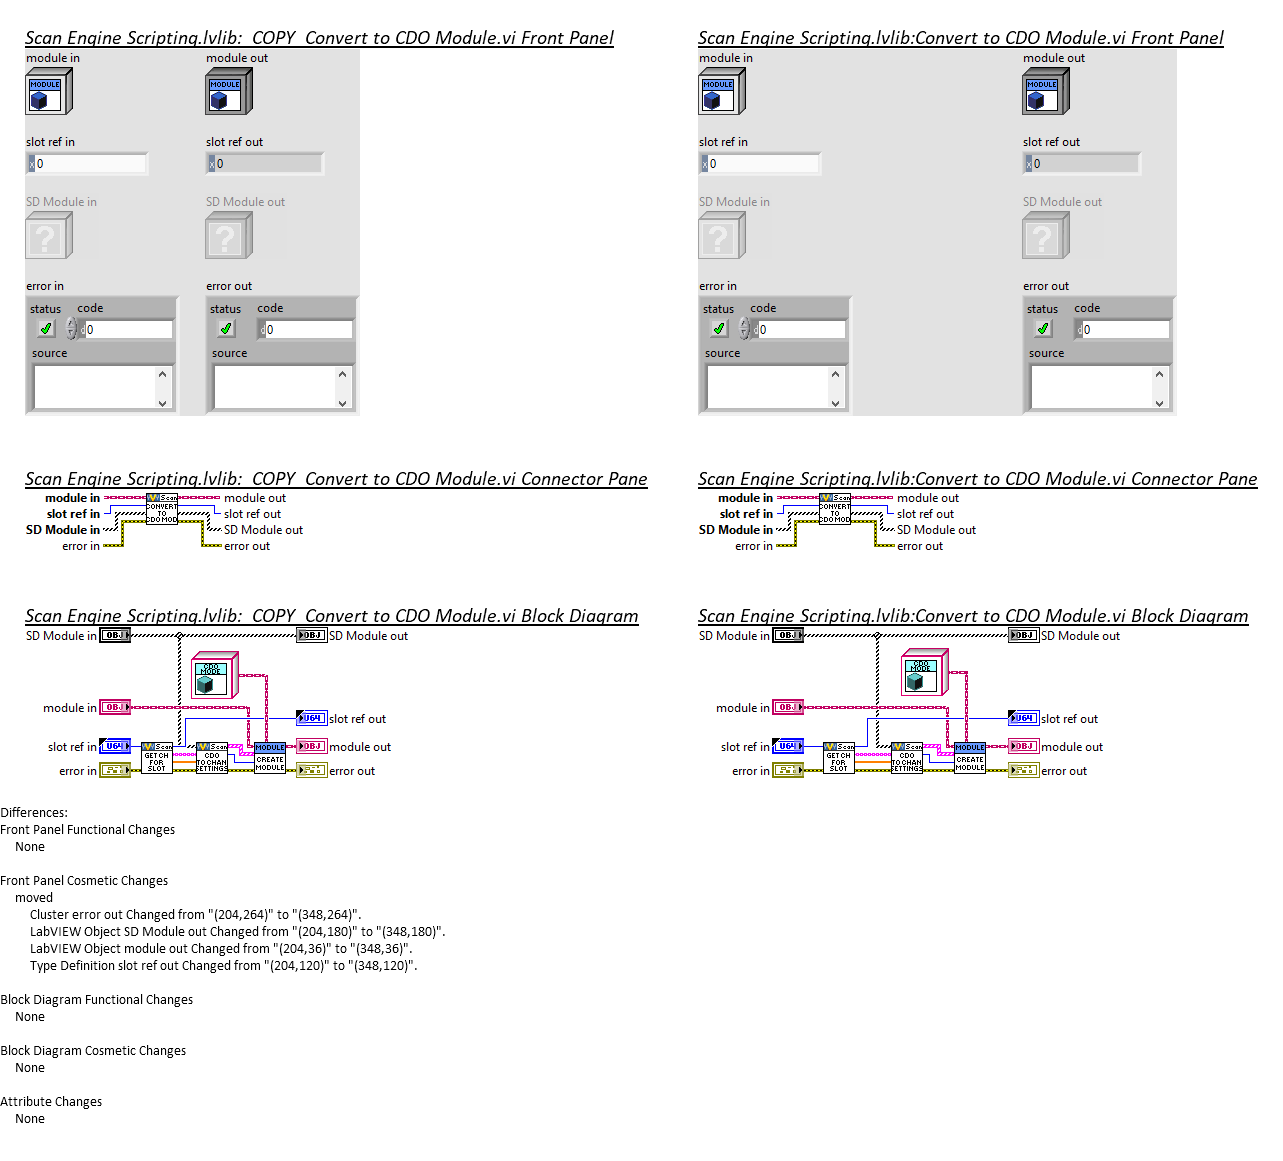 Scan Engine Scripting.lvlib:  COPY  Convert to CDO Module.vi Front Panel
module in
module out
MODULE
MODULE
slot ref in
slot ref out
x 0
x 0
SD Module in
SD Module out
?
?
error in
error out
status code
status code
d 0
d 0
source
source
Scan Engine Scripting.lvlib:Convert to CDO Module.vi Front Panel
module in
module out
MODULE
MODULE
slot ref in
slot ref out
x 0
x 0
SD Module in
SD Module out
?
?
error in
error out
status code
status code
d 0
d 0
source
source
Scan Engine Scripting.lvlib:  COPY  Convert to CDO Module.vi Connector Pane
module in
slot ref in
SD Module in
error in
Scan
CONVERT
TO
CDO MOD
module out
slot ref out
SD Module out
error out
Scan Engine Scripting.lvlib:Convert to CDO Module.vi Connector Pane
module in
slot ref in
SD Module in
error in
Scan
CONVERT
TO
CDO MOD
module out
slot ref out
SD Module out
error out
Scan Engine Scripting.lvlib:  COPY  Convert to CDO Module.vi Block Diagram
SD Module in
OBJ
OBJ
SD Module out
CDO
MODE
module in
OBJ
U64
slot ref out
slot ref in
U64
Scan
GET CH
FOR
SLOT
Scan
CDO
TO CHAN
SETTINGS
MODULE
CREATE
MODULE
OBJ
module out
error in
error out
Scan Engine Scripting.lvlib:Convert to CDO Module.vi Block Diagram
SD Module in
OBJ
OBJ
SD Module out
CDO
MODE
module in
OBJ
U64
slot ref out
slot ref in
U64
Scan
GET CH
FOR
SLOT
Scan
CDO
TO CHAN
SETTINGS
MODULE
CREATE
MODULE
OBJ
module out
error in
error out
Differences:
Front Panel Functional Changes
None
Front Panel Cosmetic Changes
moved
Cluster error out Changed from "(204,264)" to "(348,264)".
LabVIEW Object SD Module out Changed from "(204,180)" to "(348,180)".
LabVIEW Object module out Changed from "(204,36)" to "(348,36)".
Type Definition slot ref out Changed from "(204,120)" to "(348,120)".
Block Diagram Functional Changes
None
Block Diagram Cosmetic Changes
None
Attribute Changes
None